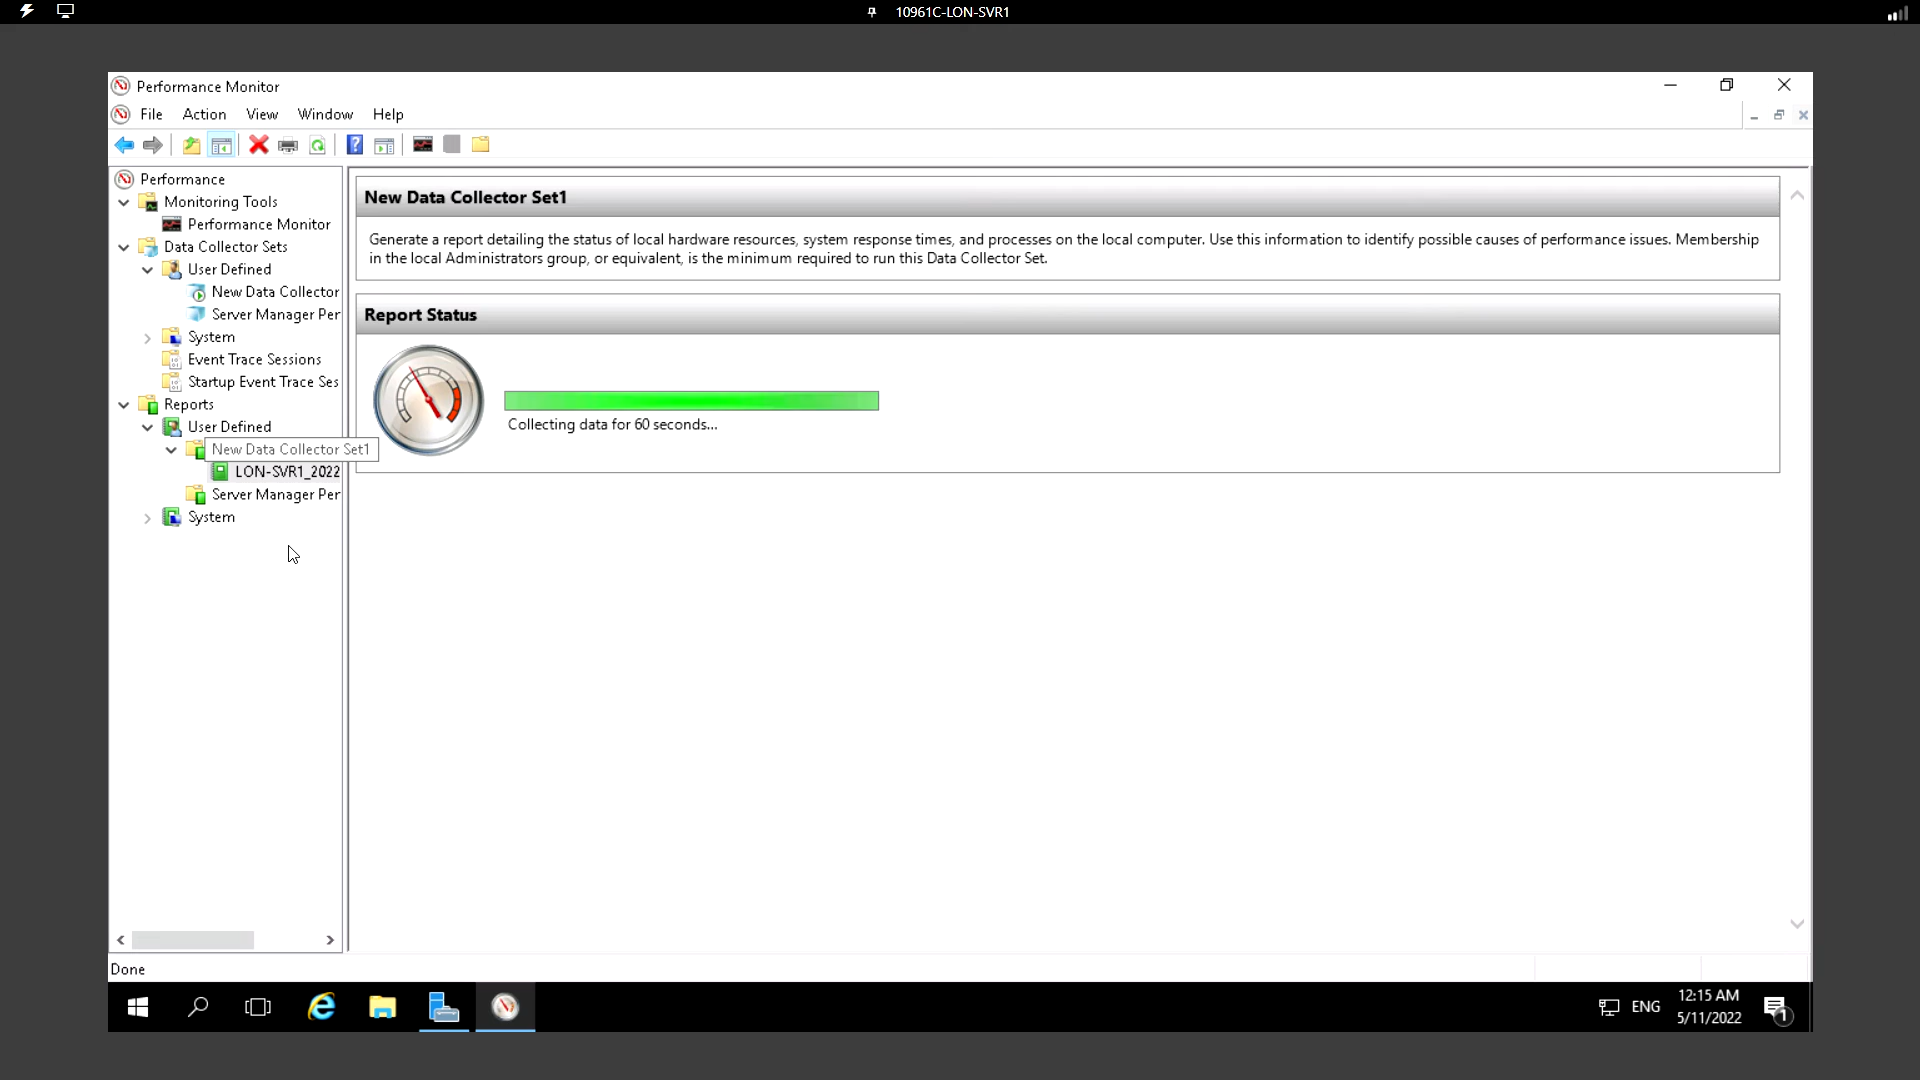 10961C-LON-SVR1
Performance Monitor
File Action View Window Help
Performance
Monitoring Tools
Performance Monitor
Data Collector Sets
User Defined
New Data Collector
Server Manager Per
System
Event Trace Sessions
Startup Event Trace Ses
Reports
User Defined
New Data Collector Set1
LON-SVR1_2022
Server Manager Per
System
New Data Collector Set1
Generate a report detailing the status of local hardware resources, system response times, and processes on the local computer. Use this information to identify possible causes of performance issues. Membership
in the local Administrators group, or equivalent, is the minimum required to run this Data Collector Set.
Report Status
Collecting data for 60 seconds...
Done
ENG
12:15 AM
5/11/2022
1